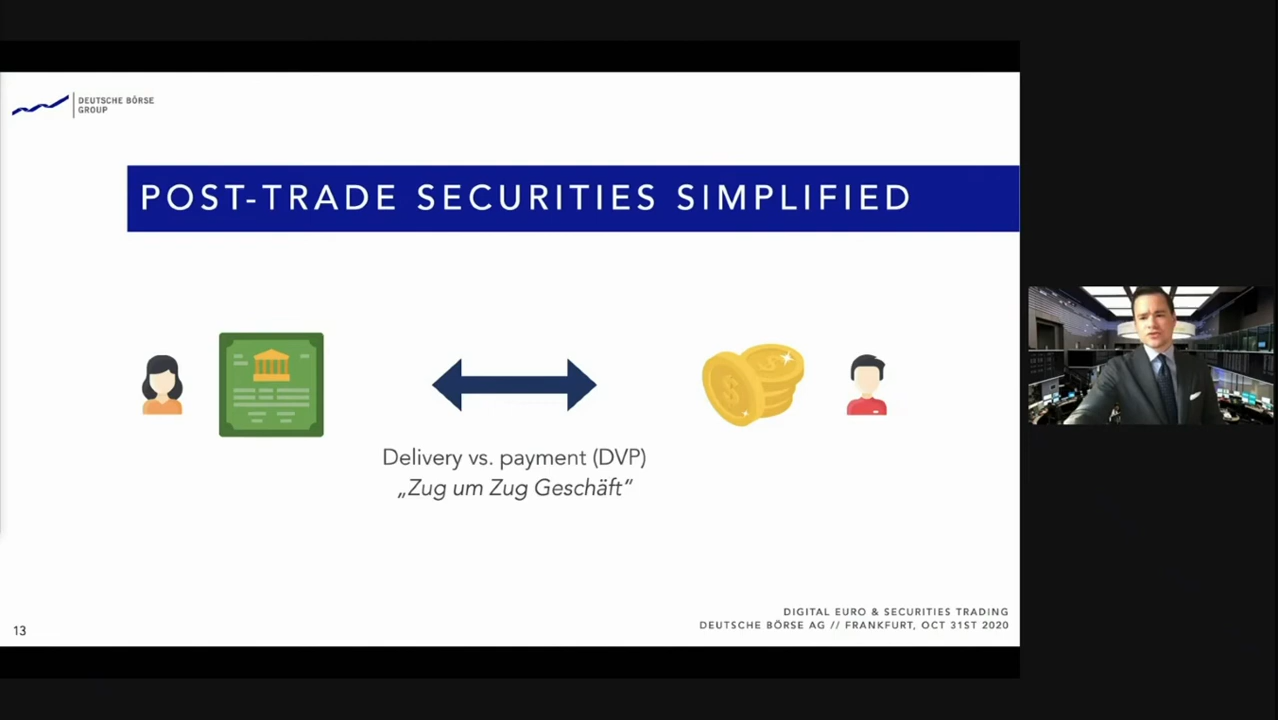 DEUTSCHE BÖRSE
GROUP
POST-TRADE SECURITIES SIMPLIFIED
Delivery vs. payment (DVP)
„Zug um Zug Geschäft“
DIGITAL EURO & SECURITIES TRADING
DEUTSCHE BÖRSE AG // FRANKFURT, OCT 31ST 2020
13